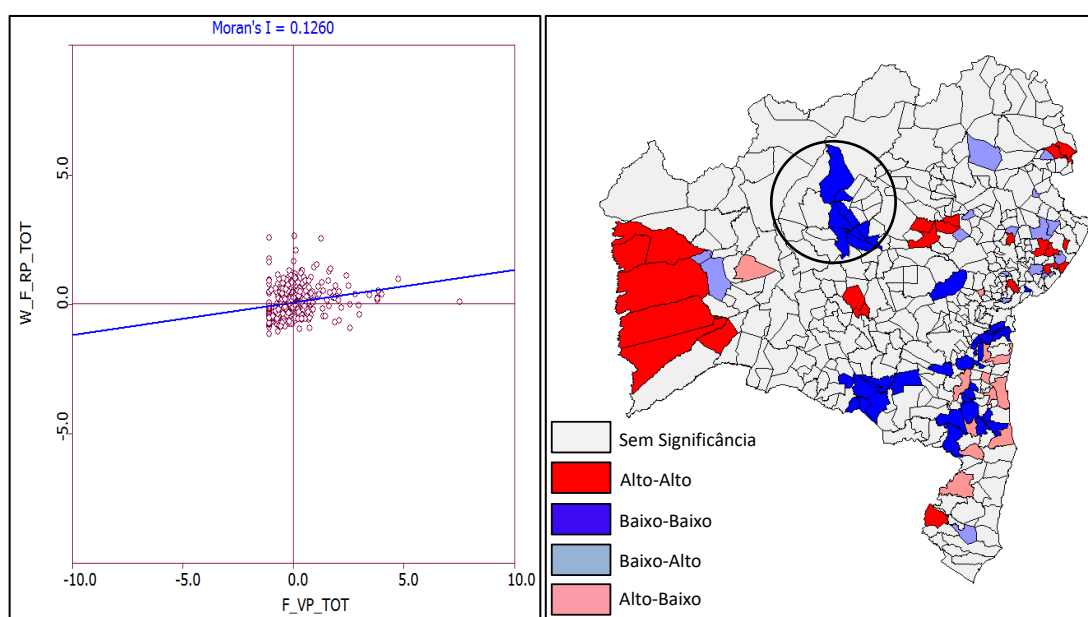 Moran's I = 0.1260
5.0
0.0
-5.0
W_F_RP_TOT
-10.0 -5.0 0.0 5.0 10.0
F_VP_TOT
Sem Significância
Alto-Alto
Baixo-Baixo
Baixo-Alto
Alto-Baixo